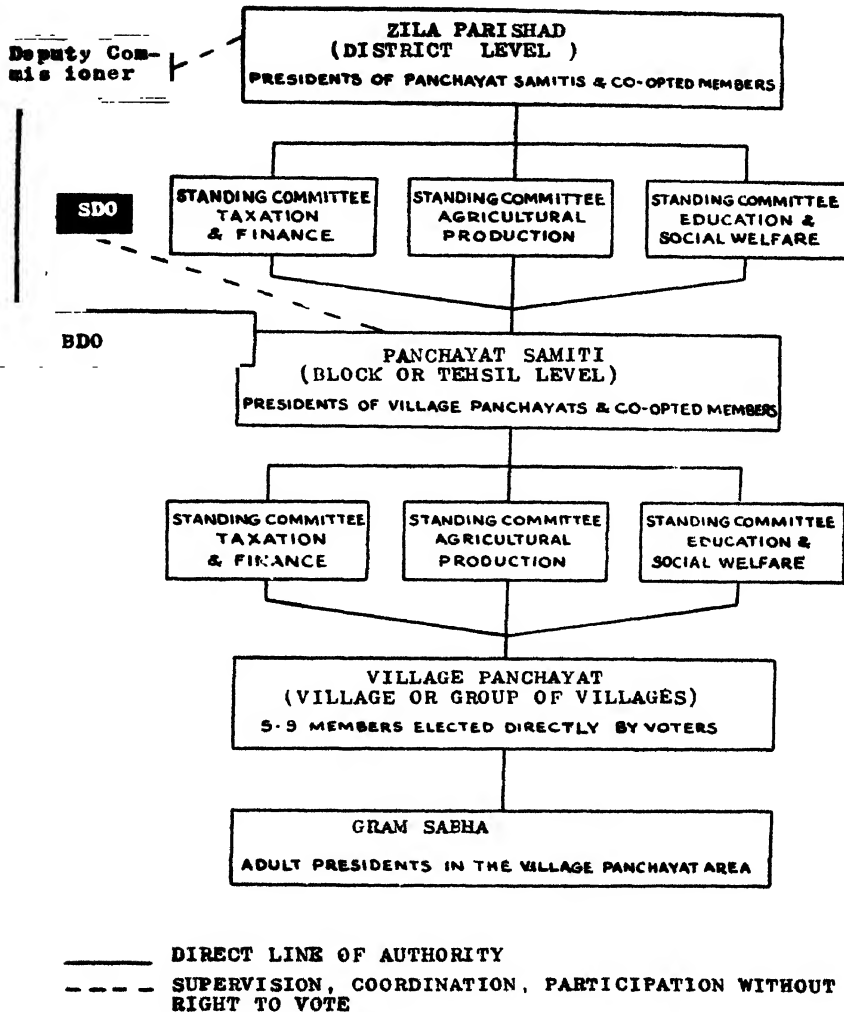 ZILA PARISHAD
(DISTRICT LEVEL )
PRESIDENTS OF PANCHAYAT SAMITIS & CO-OPTED MEMBERS
Deputy Com-
mis ioner
STANDING COMMITTEE
TAXATION
& FINANCE
STANDING COMMITTEE
AGRICULTURAL
PRODUCTION
STANDING COMMITTEE
EDUCATION &
SOCIAL WELFARE
SDO
BDO
PANCHAYAT SAMITI
(BLOCK OR TEHSIL LEVEL)
PRESIDENTS OF VILLAGE PANCHAYATS & CO-OPTED MEMBERS
STANDING COMMITTEE
TAXATION
& FINANCE
STANDING COMMITTEE
AGRICULTURAL
PRODUCTION
STANDING COMMITTEE
EDUCATION &
SOCIAL WELFARE
VILLAGE PANCHAYAT
(VILLAGE OR GROUP OF VILLAGES)
5-9 MEMBERS ELECTED DIRECTLY BY VOTERS
GRAM SABHA
ADULT PRESIDENTS IN THE VILLAGE PANCHAYAT AREA
DIRECT LINE OF AUTHORITY
SUPERVISION, COORDINATION, PARTICIPATION WITHOUT
RIGHT TO VOTE